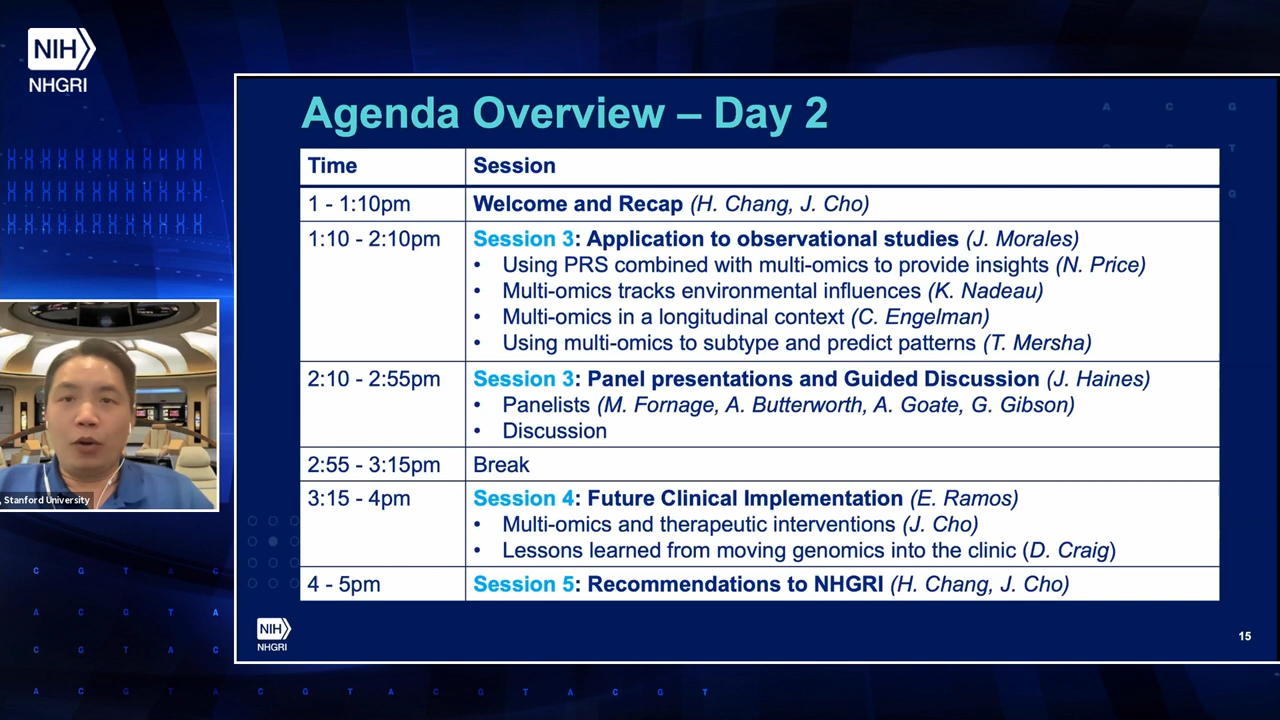 NIH
NHGRI
Agenda Overview – Day 2
Time Session
1 - 1:10pm Welcome and Recap (H. Chang, J. Cho)
1:10 - 2:10pm Session 3: Application to observational studies (J. Morales)
• Using PRS combined with multi-omics to provide insights (N. Price)
• Multi-omics tracks environmental influences (K. Nadeau)
• Multi-omics in a longitudinal context (C. Engelman)
• Using multi-omics to subtype and predict patterns (T. Mersha)
2:10 - 2:55pm Session 3: Panel presentations and Guided Discussion (J. Haines)
• Panelists (M. Fornage, A. Butterworth, A. Goate, G. Gibson)
• Discussion
2:55 - 3:15pm Break
3:15 - 4pm Session 4: Future Clinical Implementation (E. Ramos)
• Multi-omics and therapeutic interventions (J. Cho)
• Lessons learned from moving genomics into the clinic (D. Craig)
4 - 5pm Session 5: Recommendations to NHGRI (H. Chang, J. Cho)
, Stanford University
NIH
NHGRI
15
C G T A C
A C G T A
C G T A C
A C G T A C G T A C G T A C G T